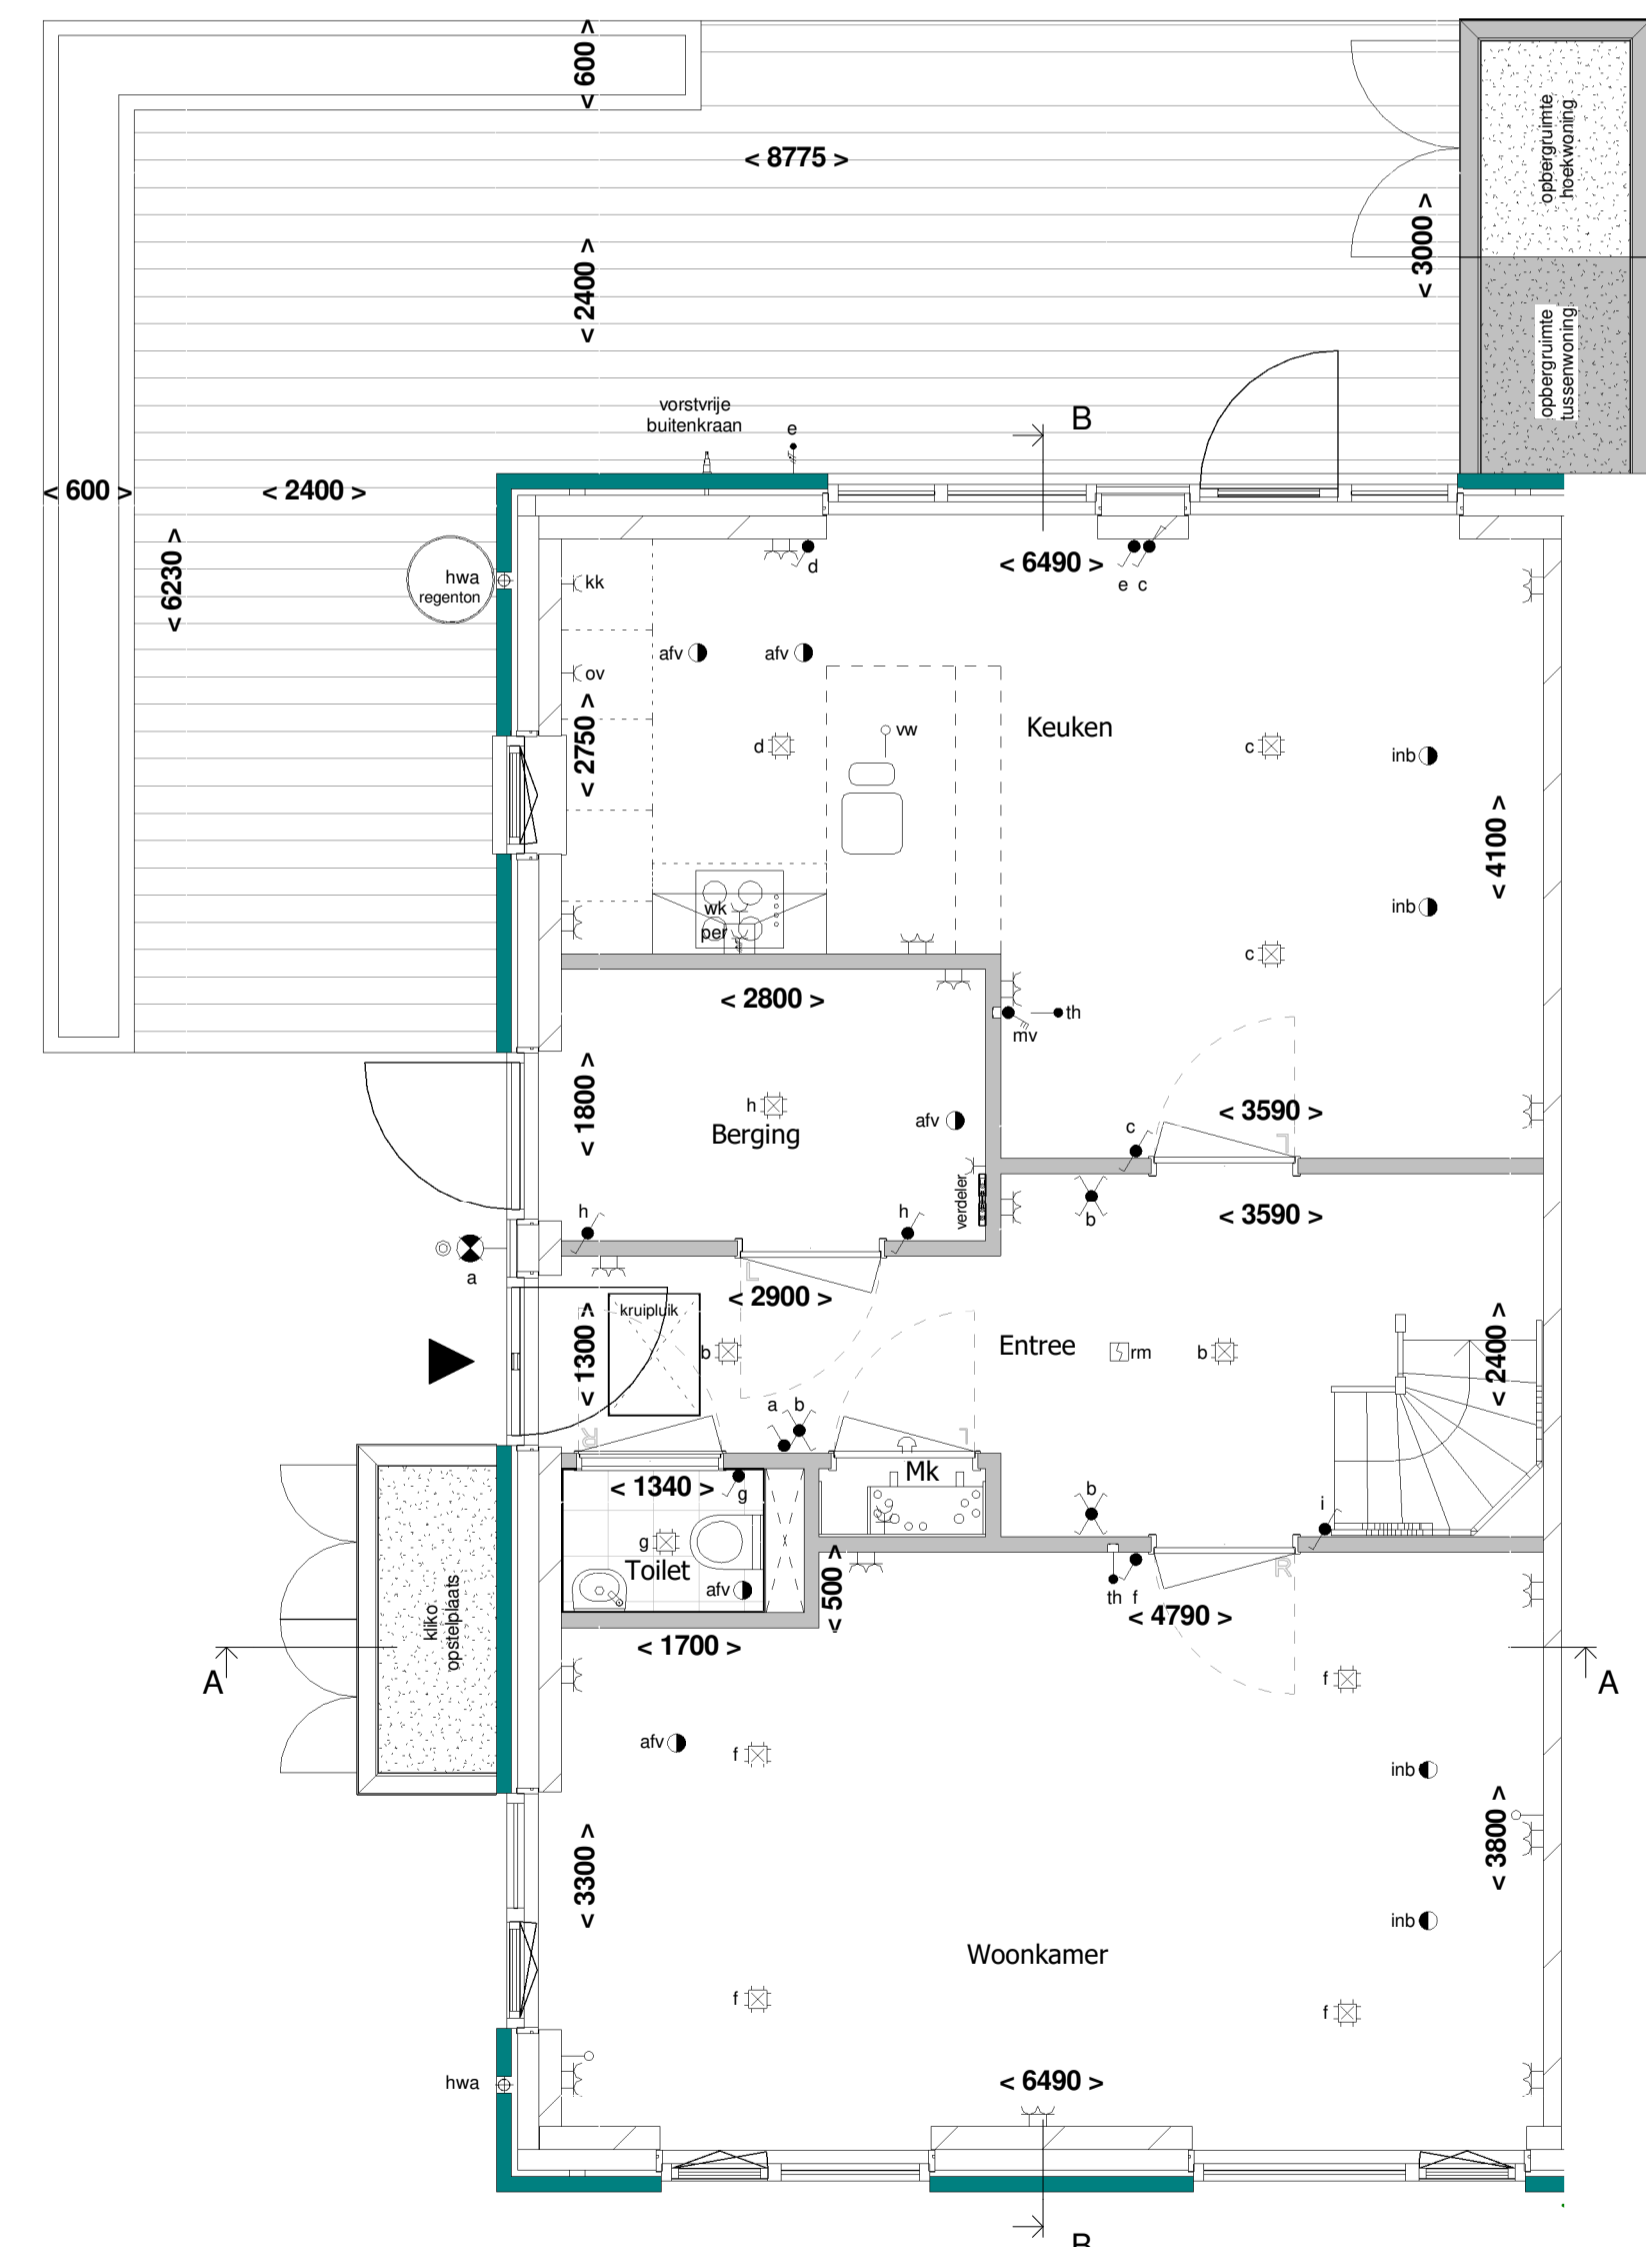 < 600 >
< 8775 >
opbergruimte
hoekwoning
< 3000 >
< 2400 >
opbergruimte
tussenwoning
vorstvrije
buitenkraan
e
B
< 600 >
< 2400 >
< 6230 >
hwa
regenton
kk
d
< 6490 >
e c
afv
afv
ov
< 2750 >
d
vw
Keuken
c
inb
< 4100 >
wk
per
inb
c
< 2800 >
th
mv
< 1800 >
h
Berging
afv
c
< 3590 >
L
verdeler
b
< 3590 >
h
h
a
L
< 2900 >
kruipluik
< 1300 >
b
Entree
rm
b
< 2400 >
a b
R
L
Mk
< 1340 >
g
b
i
g
Toilet
afv
< 500 >
th f
R
< 4790 >
kliko
opstelplaats
< 1700 >
A
A
f
afv
f
inb
< 3300 >
< 3800 >
inb
Woonkamer
f
f
hwa
< 6490 >
B